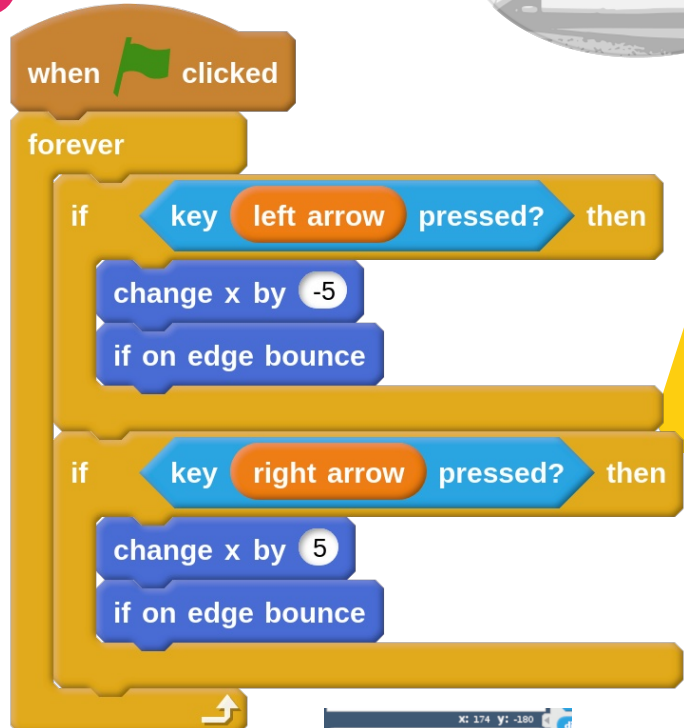 when clicked
forever
if key left arrow pressed? then
change x by -5
if on edge bounce
if key right arrow pressed? then
change x by 5
if on edge bounce
X: 174 Y: -180